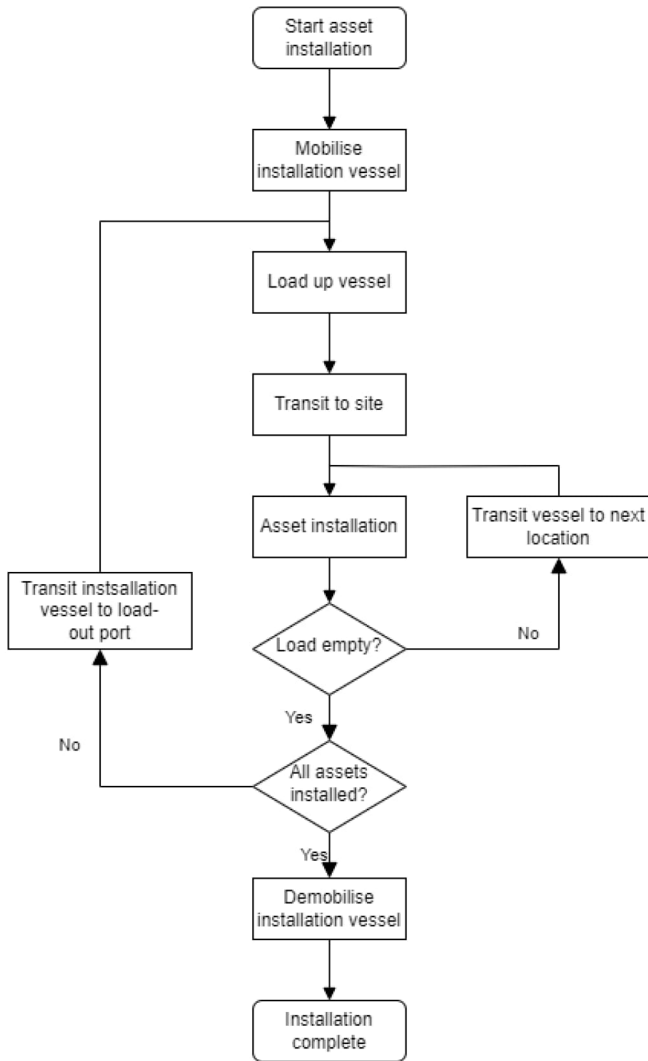 Start asset
installation
Mobilise
installation vessel
Load up vessel
Transit to site
Asset installation
Transit vessel to next
location
Transit instsallation
vessel to load-
out port
Load empty?
No
Yes
No
All assets
installed?
Yes
Demobilise
installation vessel
Installation
complete